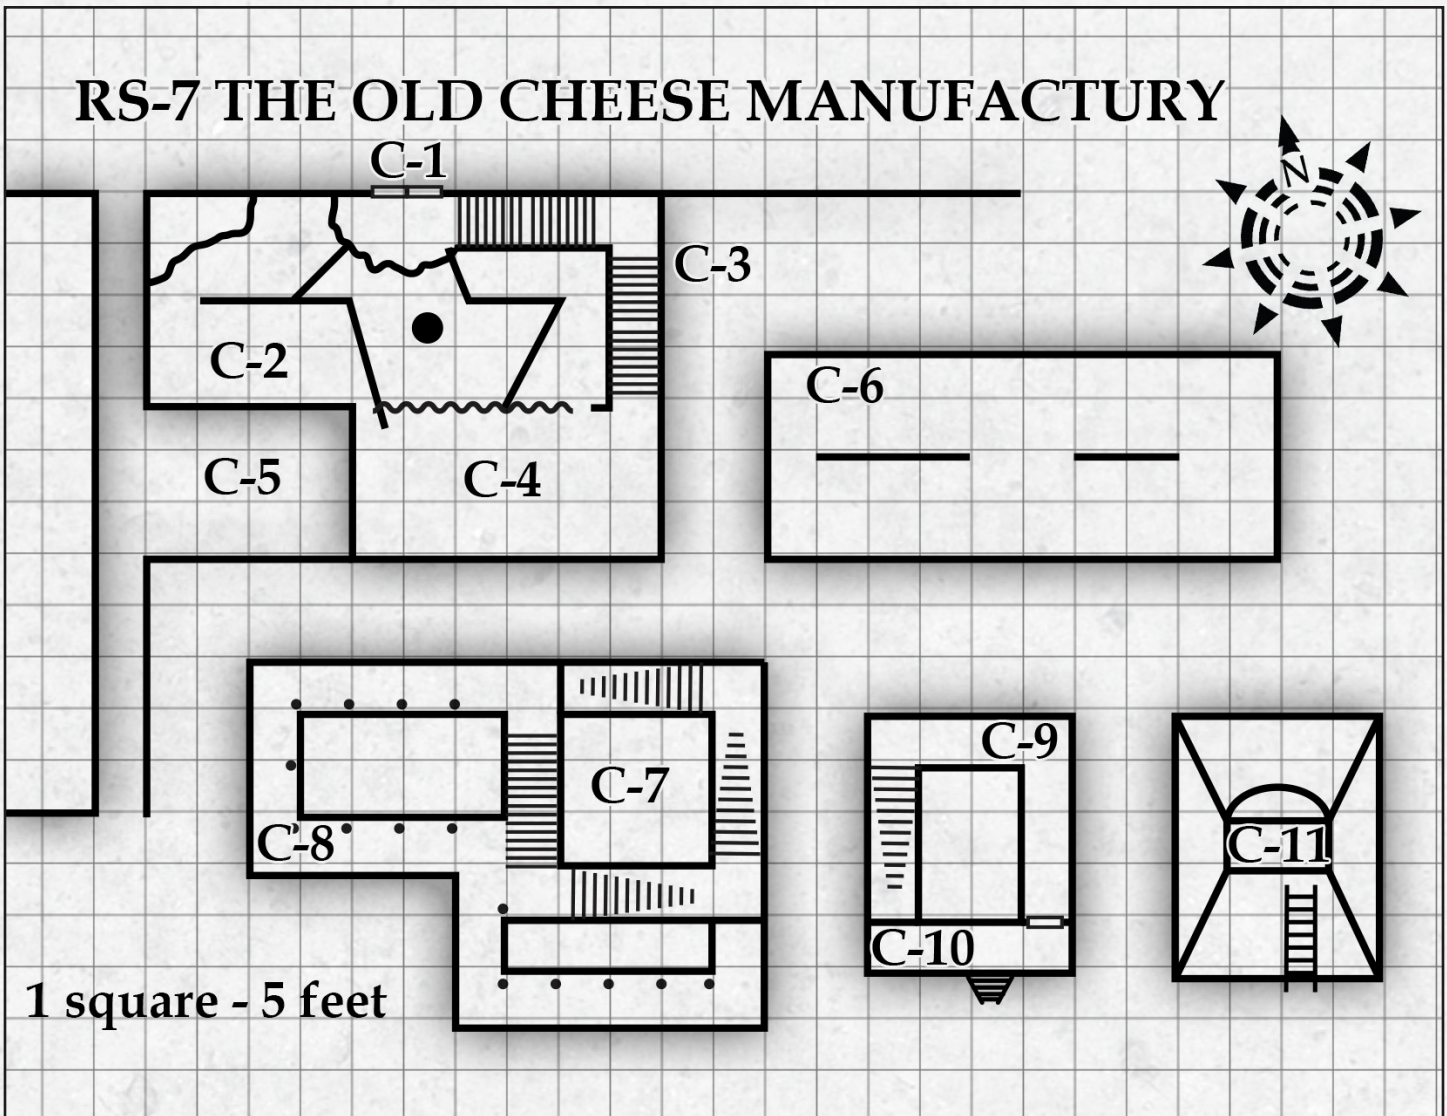 RS-7 THE OLD CHEESE MANUFACTURY
C-1
N
C-3
C-2
C-6
C-5
C-4
C-7
C-9
C-8
C-11
C-10
1 square - 5 feet